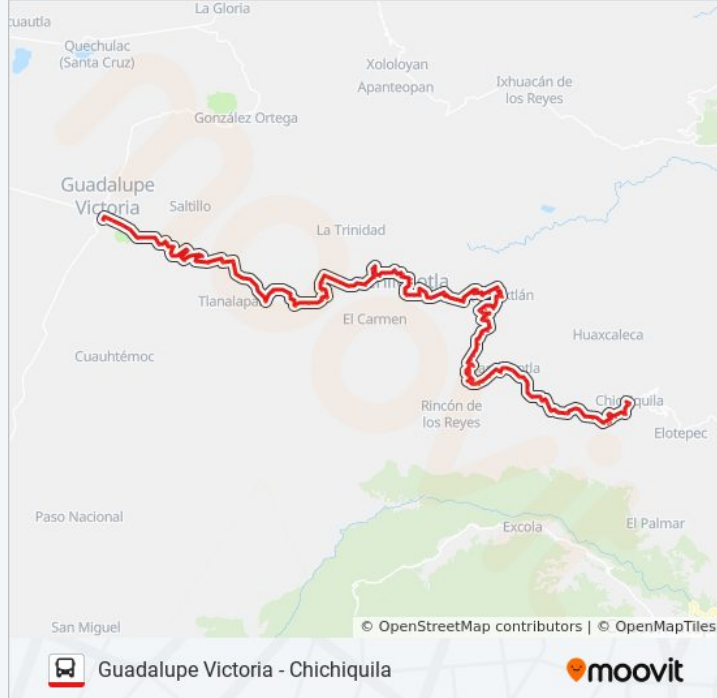 La Gloria
cuautla
Quechulac
(Santa Cruz)
Xololoyan
Apanteopan
Ixhuacán de
los Reyes
González Ortega
Guadalupe
Victoria
Saltillo
La Trinidad
Tlanalapa
El Carmen
Huaxcaleca
Cuauhtémoc
Rincón de
los Reyes
Elotepec
Paso Nacional
Excola
El Palmar
San Miguel
© OpenStreetMap contributors | © OpenMapTiles
Guadalupe Victoria - Chichiquila
moovit